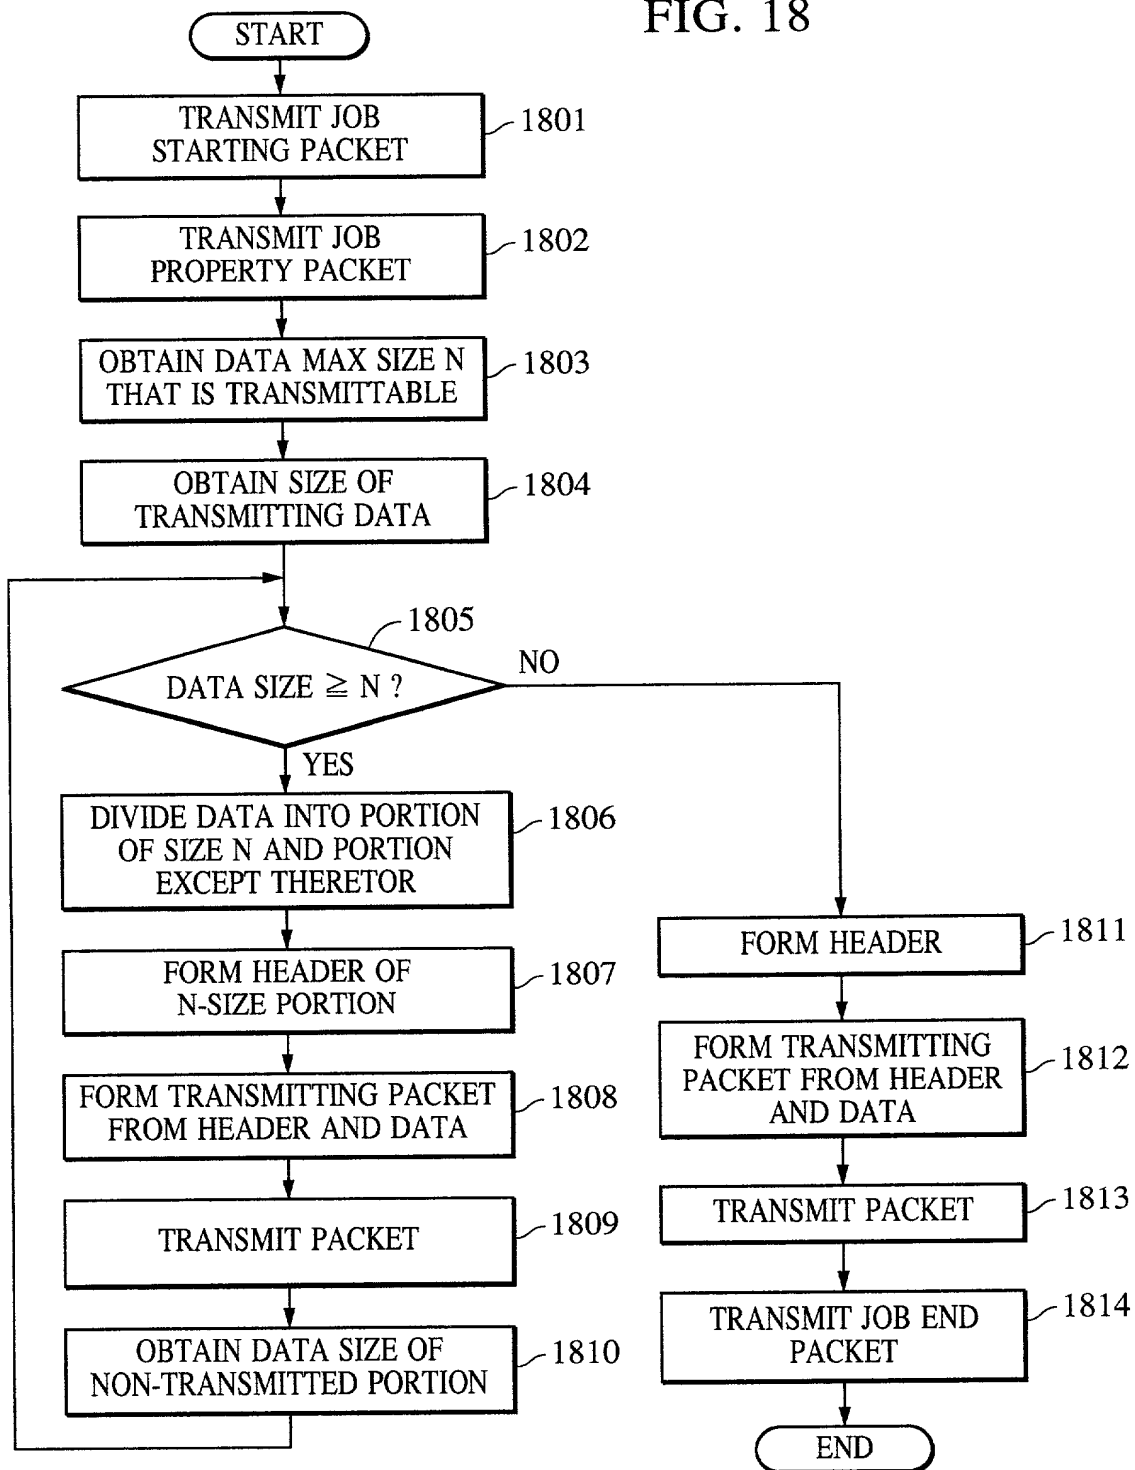 FIG. 18
START
TRANSMIT JOB
STARTING PACKET
1801
TRANSMIT JOB
PROPERTY PACKET
1802
OBTAIN DATA MAX SIZE N
THAT IS TRANSMITTABLE
1803
OBTAIN SIZE OF
TRANSMITTING DATA
1804
1805
DATA SIZE ≧ N ?
NO
YES
DIVIDE DATA INTO PORTION
OF SIZE N AND PORTION
EXCEPT THERETOR
1806
FORM HEADER OF
N-SIZE PORTION
1807
FORM TRANSMITTING PACKET
FROM HEADER AND DATA
1808
TRANSMIT PACKET
1809
OBTAIN DATA SIZE OF
NON-TRANSMITTED PORTION
1810
FORM HEADER
1811
FORM TRANSMITTING
PACKET FROM HEADER
AND DATA
1812
TRANSMIT PACKET
1813
TRANSMIT JOB END
PACKET
1814
END